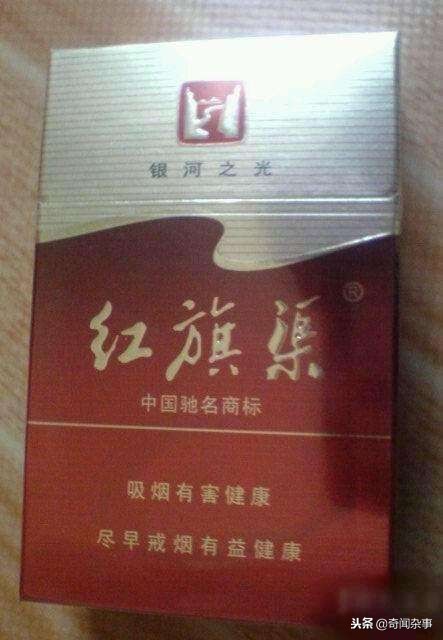 银河之光
红旗渠®
中国驰名商标
吸烟有害健康
尽早戒烟有益健康
头条 @奇闻杂事